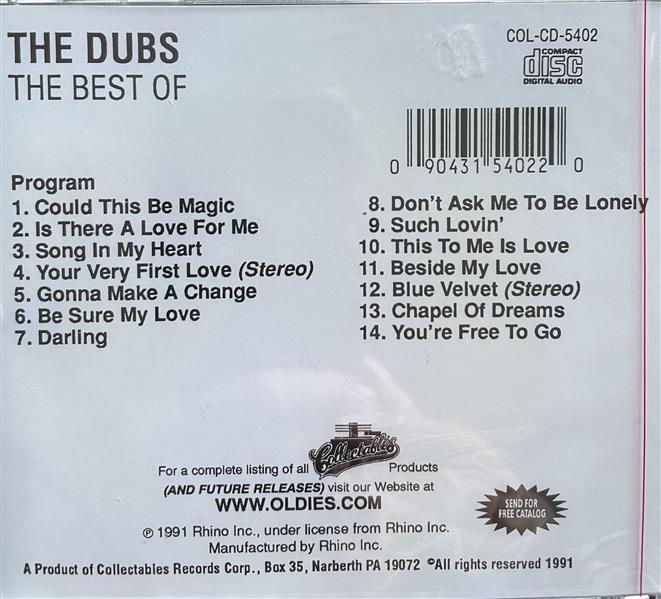 THE DUBS
THE BEST OF
COL-CD-5402
COMPACT
disc
DIGITAL AUDIO
0 90431 54022 0
Program
1. Could This Be Magic
2. Is There A Love For Me
3. Song In My Heart
4. Your Very First Love (Stereo)
5. Gonna Make A Change
6. Be Sure My Love
7. Darling
8. Don't Ask Me To Be Lonely
9. Such Lovin'
10. This To Me Is Love
11. Beside My Love
12. Blue Velvet (Stereo)
13. Chapel Of Dreams
14. You're Free To Go
For a complete listing of all Collectables Products
(AND FUTURE RELEASES) visit our Website at
WWW.OLDIES.COM
SEND FOR
FREE CATALOG
℗ 1991 Rhino Inc., under license from Rhino Inc.
Manufactured by Rhino Inc.
A Product of Collectables Records Corp., Box 35, Narberth PA 19072 ©All rights reserved 1991